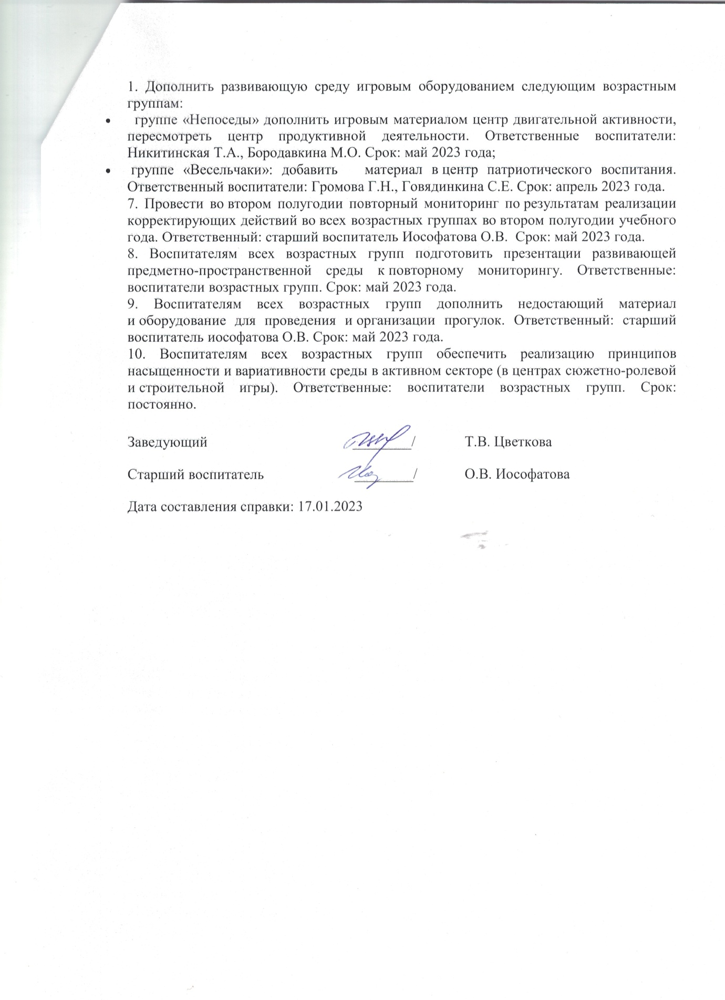 1. Дополнить развивающую среду игровым оборудованием следующим возрастным
группам:
• группе «Непоседы» дополнить игровым материалом центр двигательной активности,
пересмотреть центр продуктивной деятельности. Ответственные воспитатели:
Никитинская Т.А., Бородавкина М.О. Срок: май 2023 года;
• группе «Весельчаки»: добавить материал в центр патриотического воспитания.
Ответственный воспитатели: Громова Г.Н., Говядинкина С.Е. Срок: апрель 2023 года.
7. Провести во втором полугодии повторный мониторинг по результатам реализации
корректирующих действий во всех возрастных группах во втором полугодии учебного
года. Ответственный: старший воспитатель Иософатова О.В. Срок: май 2023 года.
8. Воспитателям всех возрастных групп подготовить презентации развивающей
предметно-пространственной среды к повторному мониторингу. Ответственные:
воспитатели возрастных групп. Срок: май 2023 года.
9. Воспитателям всех возрастных групп дополнить недостающий материал
и оборудование для проведения и организации прогулок. Ответственный: старший
воспитатель иософатова О.В. Срок: май 2023 года.
10. Воспитателям всех возрастных групп обеспечить реализацию принципов
насыщенности и вариативности среды в активном секторе (в центрах сюжетно-ролевой
и строительной игры). Ответственные: воспитатели возрастных групп. Срок:
постоянно.
Заведующий ________/ Т.В. Цветкова
Старший воспитатель ________/ О.В. Иософатова
Дата составления справки: 17.01.2023